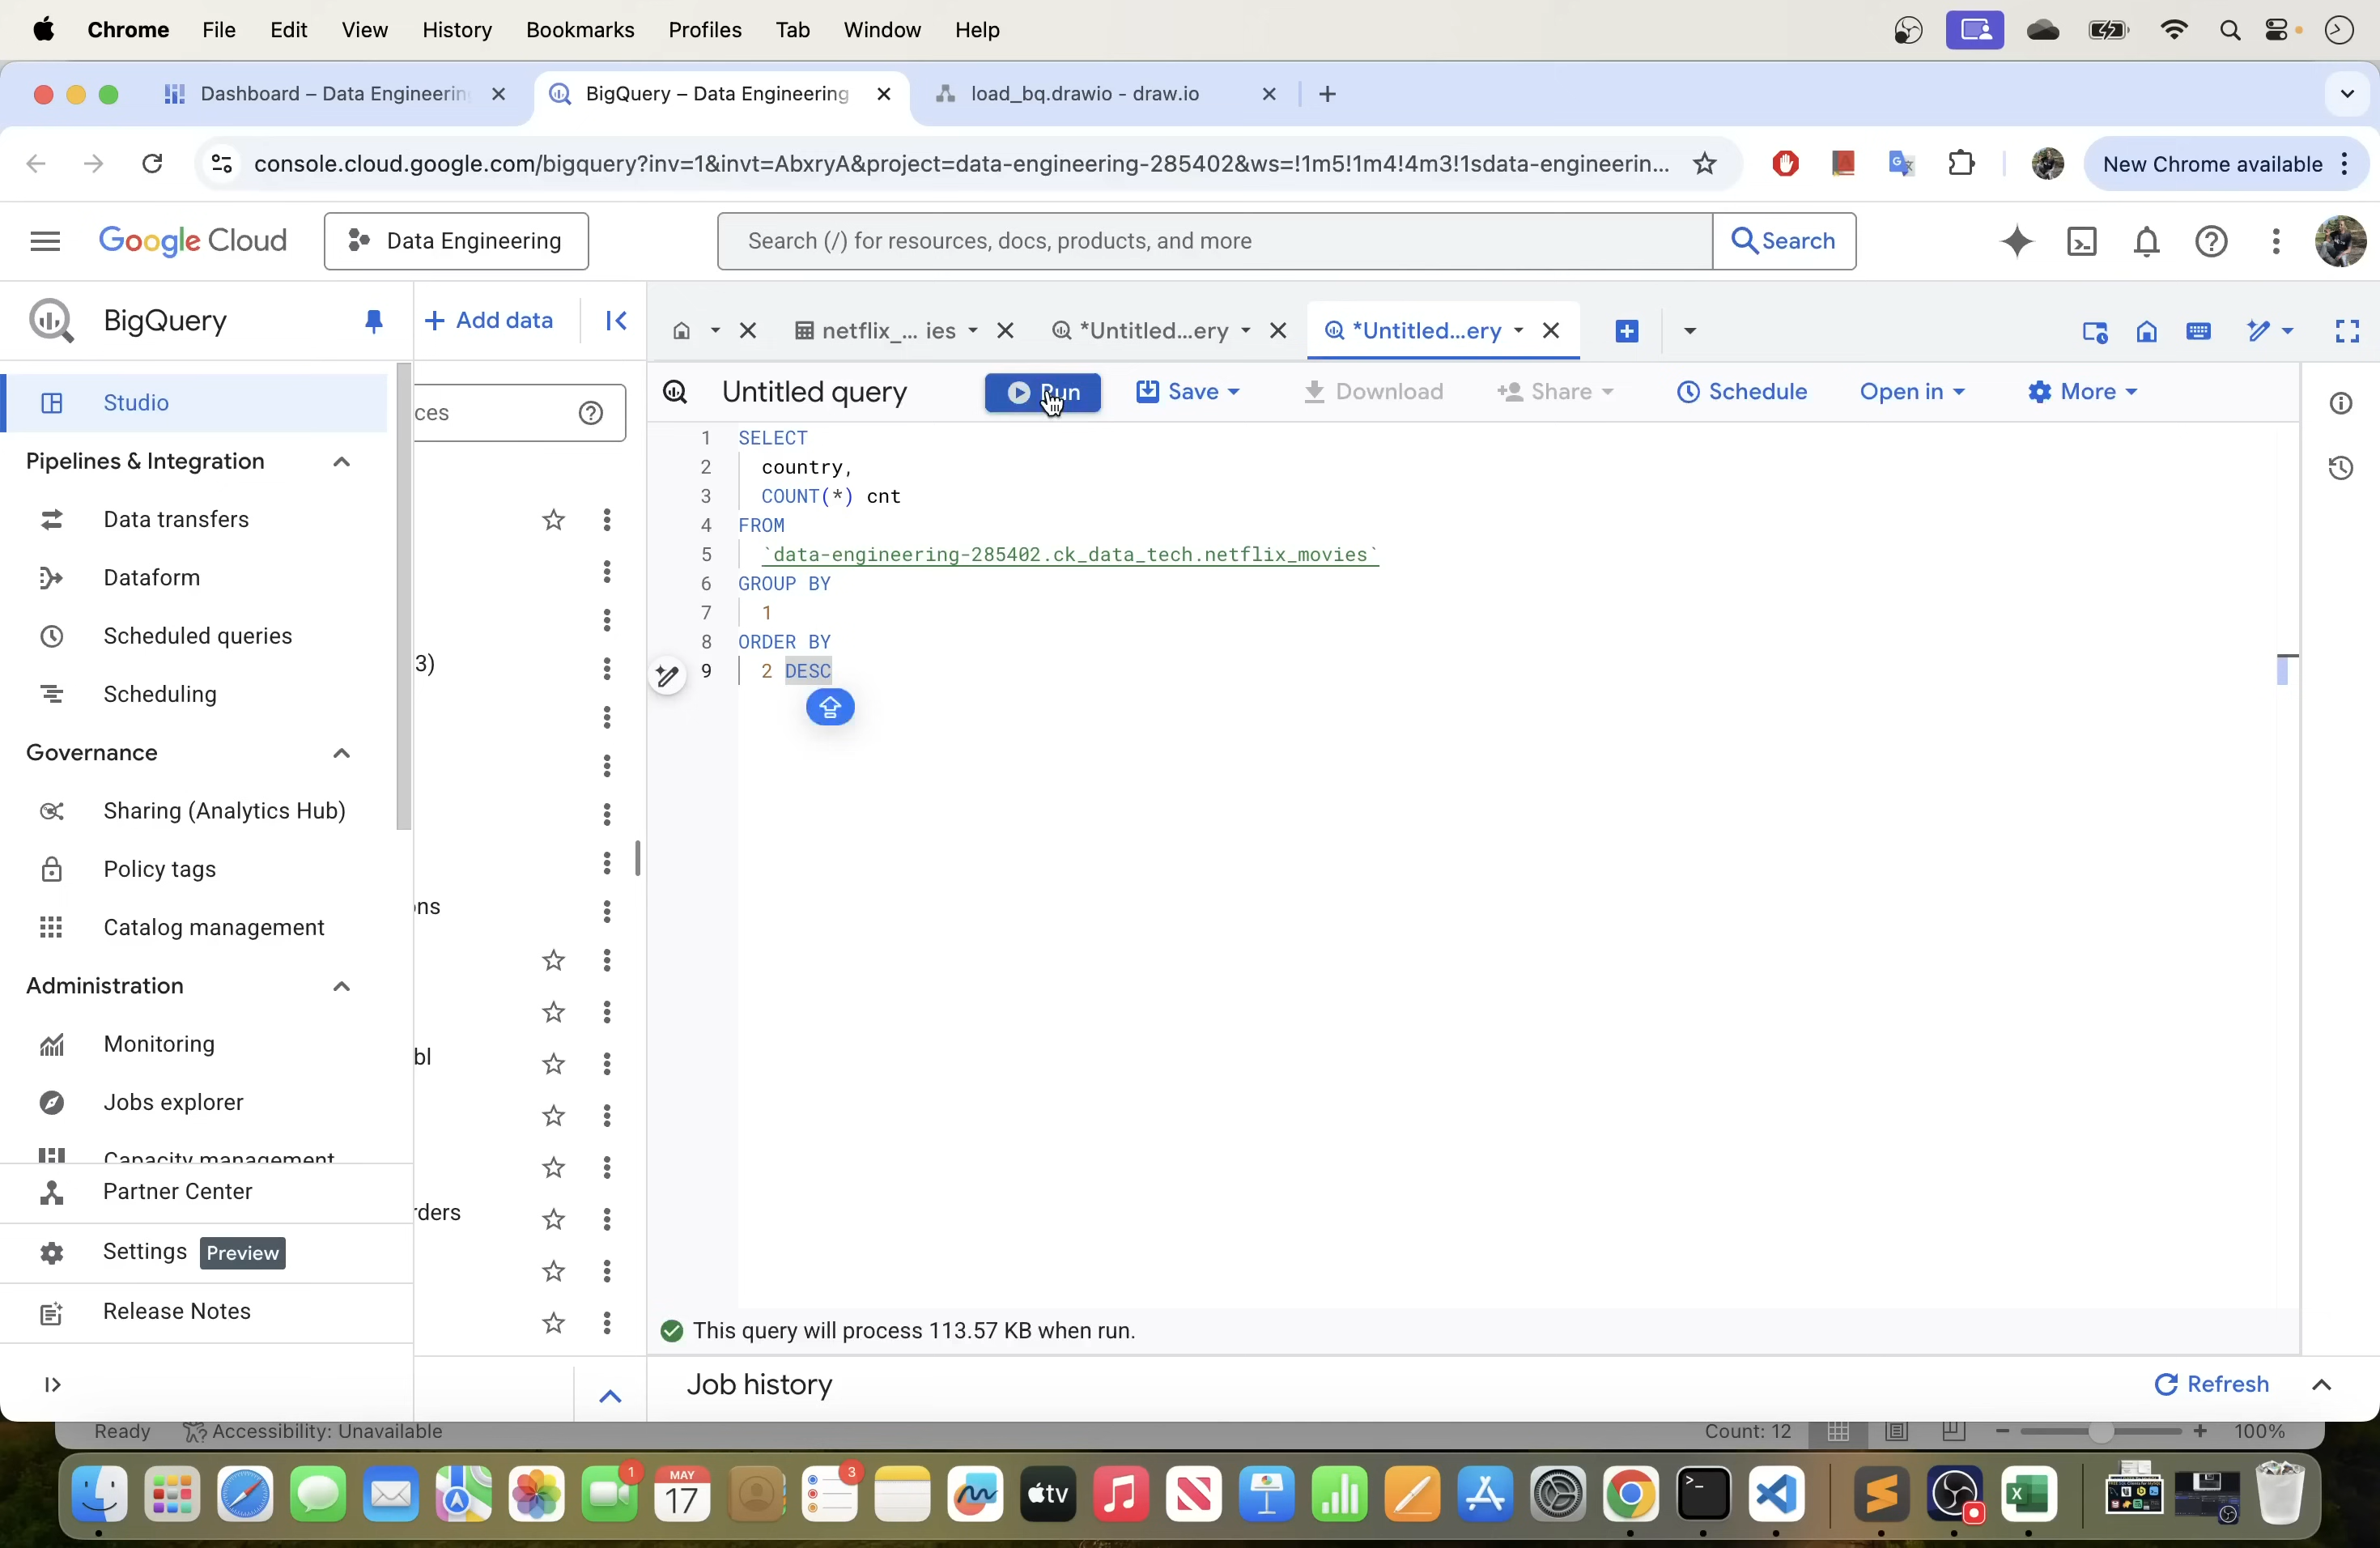 Chrome File Edit View History Bookmarks Profiles Tab Window Help
Dashboard – Data Engineering
BigQuery – Data Engineering
load_bq.drawio - draw.io
console.cloud.google.com/bigquery?inv=1&invt=AbxryA&project=data-engineering-285402&ws=!1m5!1m4!4m3!1sdata-engineerin...
New Chrome available
Google Cloud
Data Engineering
Search (/) for resources, docs, products, and more
Search
BigQuery
+ Add data
netflix_... ies
*Untitled...ery
*Untitled...ery
Studio
ces
Untitled query
Run
Save
Download
Share
Schedule
Open in
More
Pipelines & Integration
Data transfers
Dataform
Scheduled queries
3)
Scheduling
Governance
Sharing (Analytics Hub)
Policy tags
ons
Catalog management
Administration
Monitoring
bl
Jobs explorer
Capacity management
Partner Center
rders
Settings Preview
Release Notes
1 SELECT
2 country,
3 COUNT(*) cnt
4 FROM
5 `data-engineering-285402.ck_data_tech.netflix_movies`
6 GROUP BY
7 1
8 ORDER BY
9 2 DESC
This query will process 113.57 KB when run.
Job history
Refresh
Ready
Accessibility: Unavailable
Count: 12
100%
1
MAY
17
3
tv